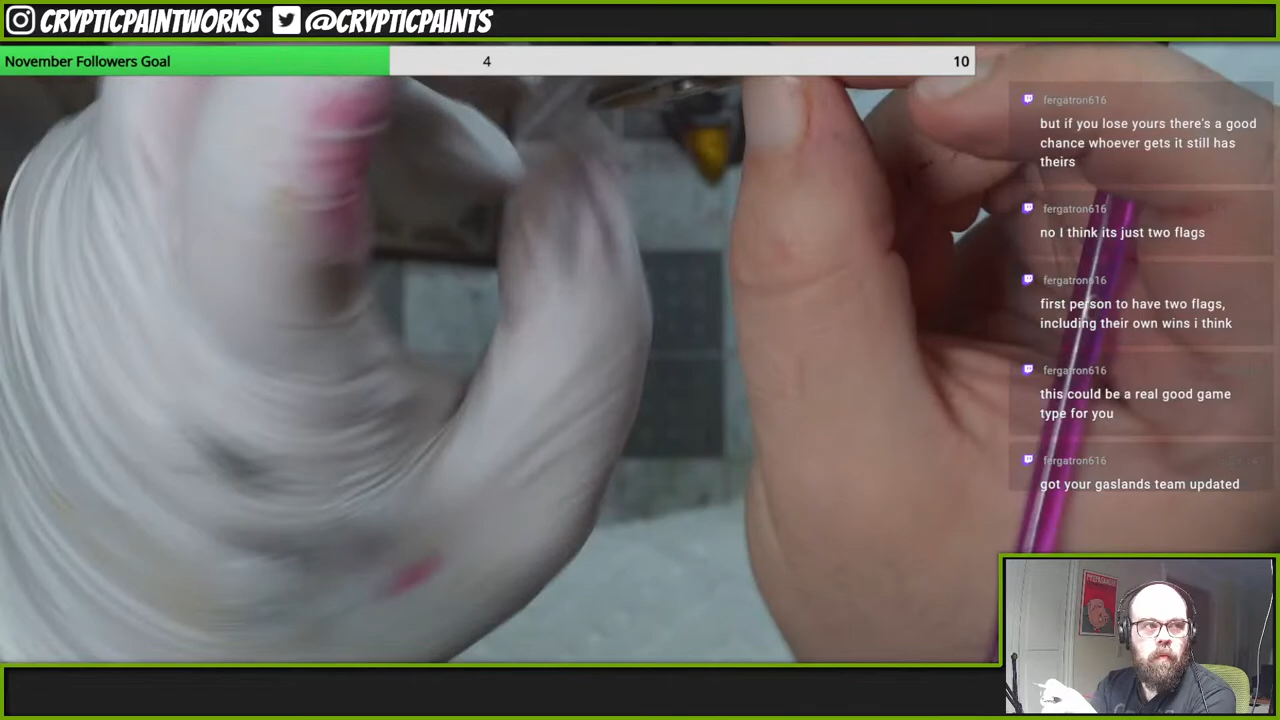 CRYPTICPAINTWORKS @CRYPTICPAINTS
November Followers Goal 4 10
fergatron616
but if you lose yours there's a good
chance whoever gets it still has
theirs
fergatron616
no I think its just two flags
fergatron616
first person to have two flags,
including their own wins i think
fergatron616
this could be a real good game
type for you
fergatron616
got your gaslands team updated